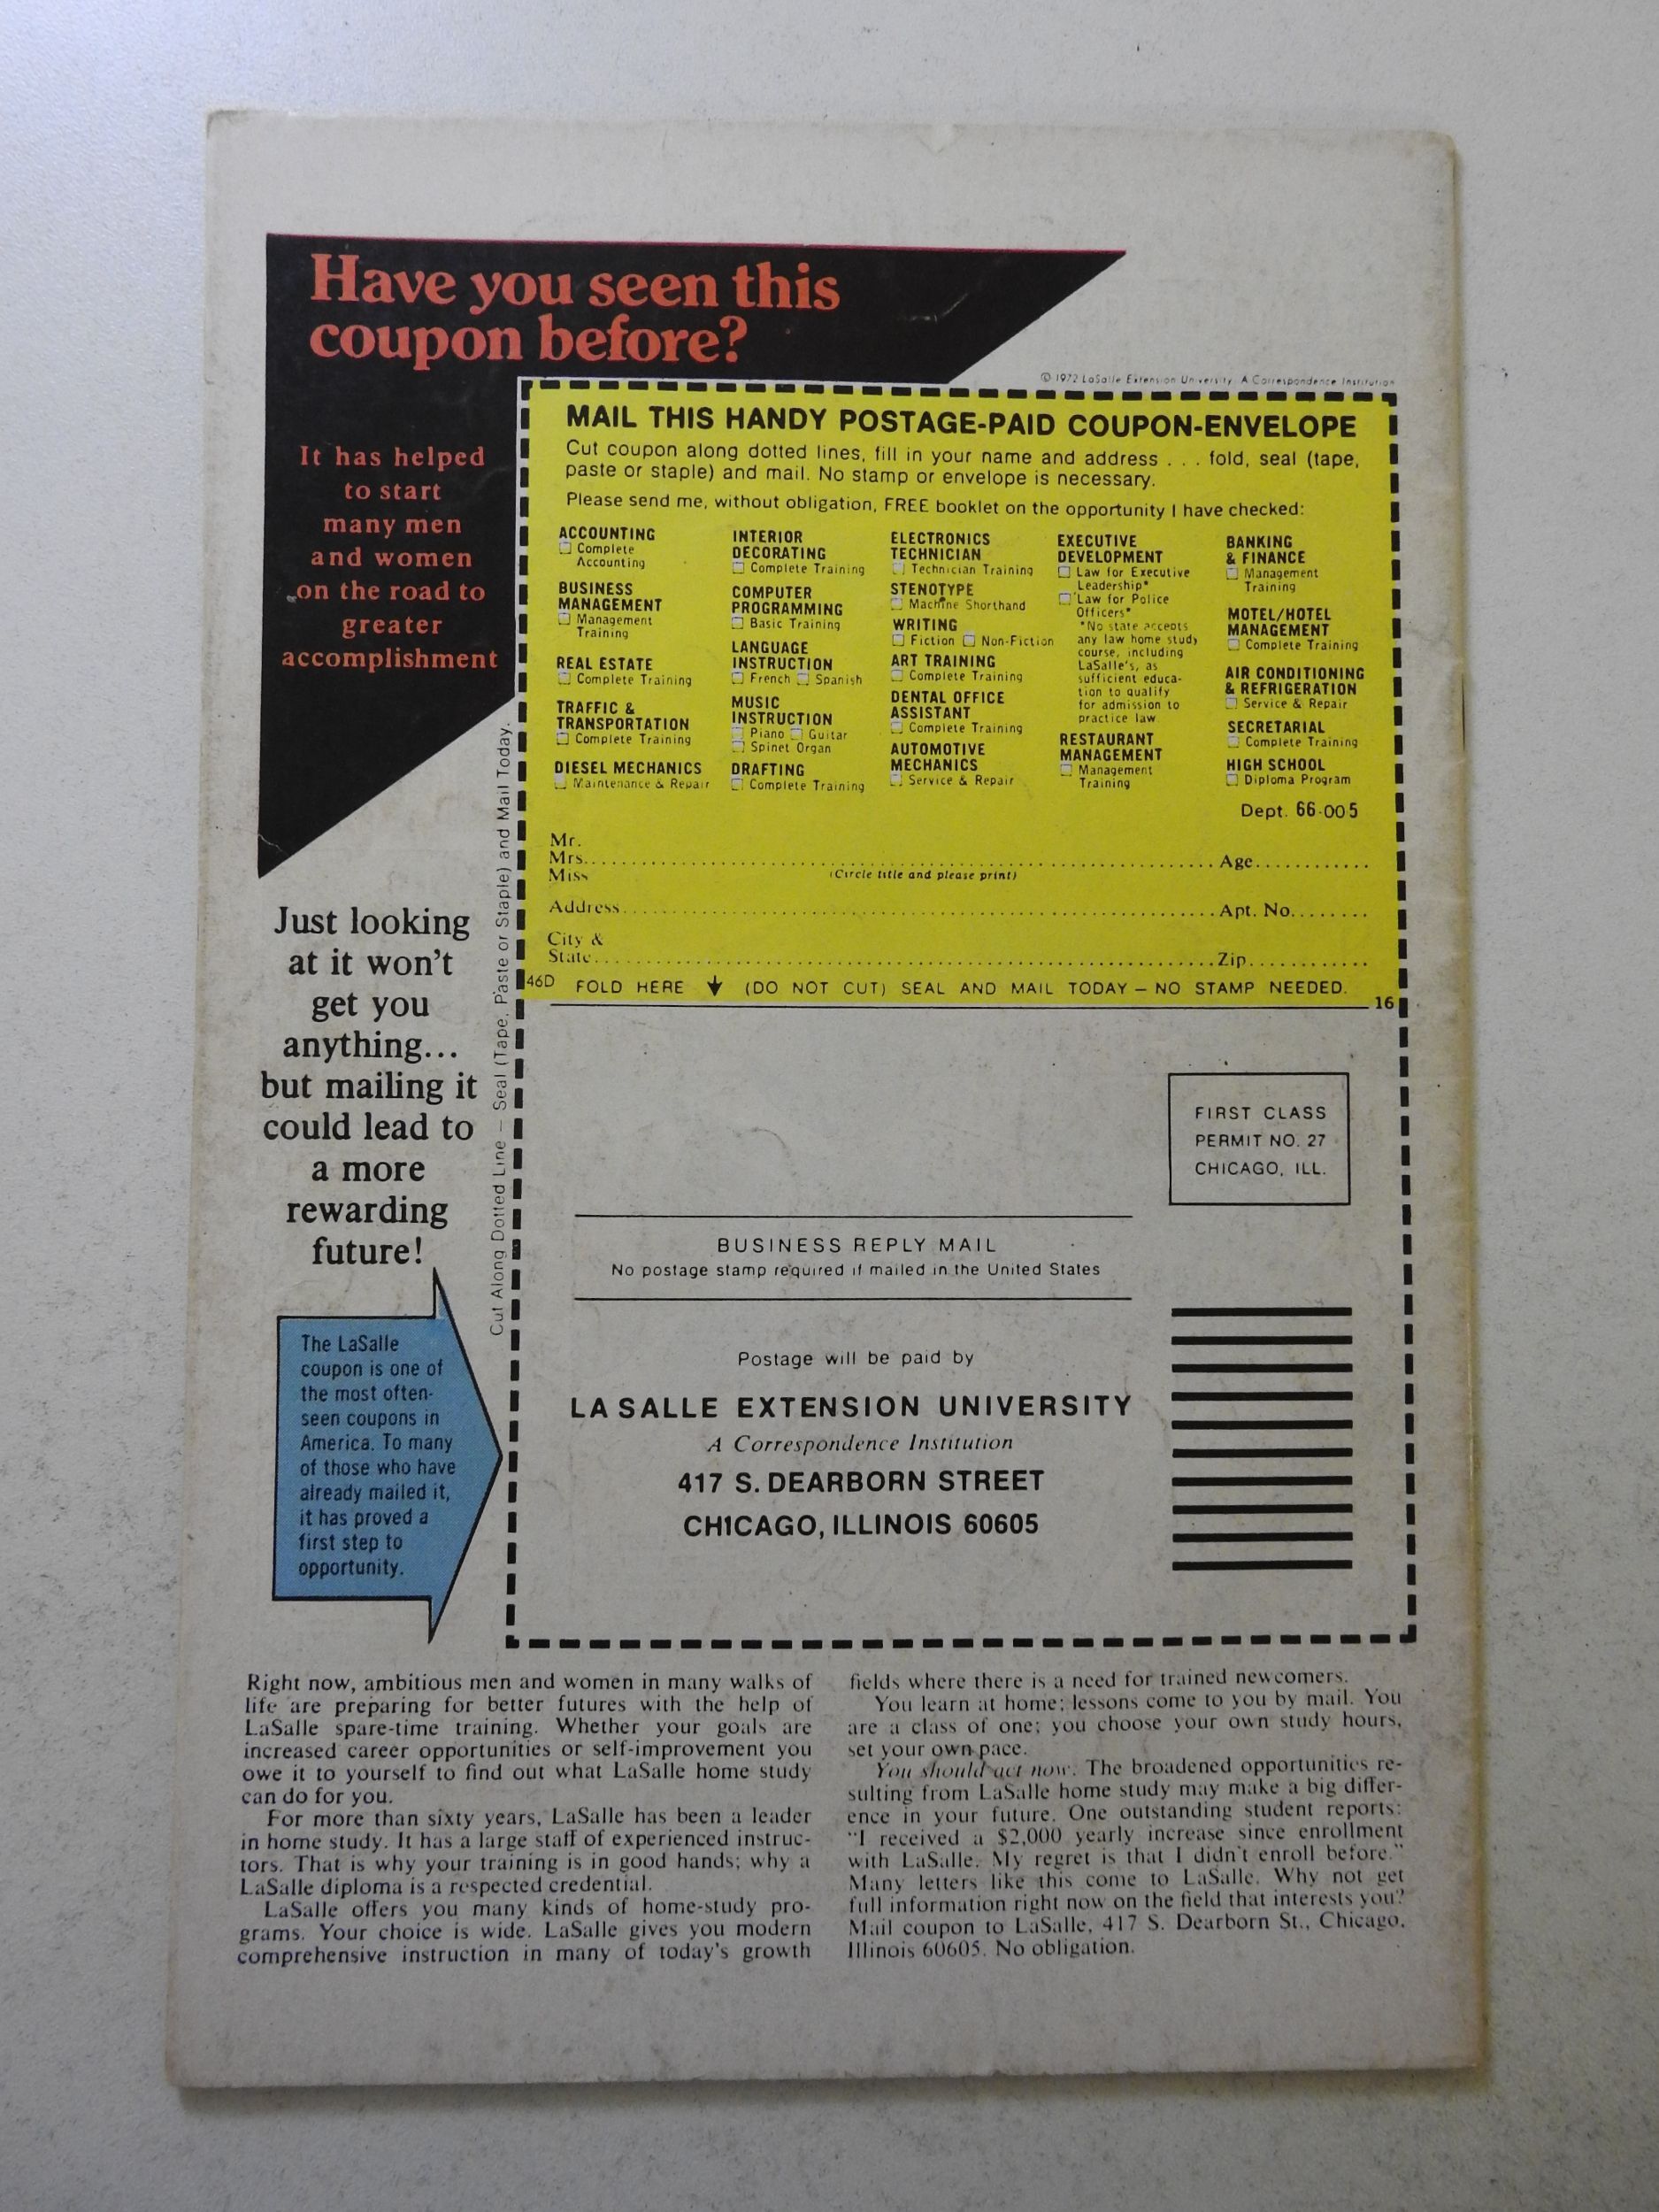 Have you seen this
coupon before?
It has helped
to start
many men
and women
on the road to
greater
accomplishment
© 1972 LaSalle Extension University. A Correspondence Institution
MAIL THIS HANDY POSTAGE-PAID COUPON-ENVELOPE
Cut coupon along dotted lines, fill in your name and address . . . fold, seal (tape,
paste or staple) and mail. No stamp or envelope is necessary.
Please send me, without obligation, FREE booklet on the opportunity I have checked:
ACCOUNTING
Complete
Accounting
BUSINESS
MANAGEMENT
Management
Training
REAL ESTATE
Complete Training
TRAFFIC &
TRANSPORTATION
Complete Training
DIESEL MECHANICS
Maintenance & Repair
INTERIOR
DECORATING
Complete Training
COMPUTER
PROGRAMMING
Basic Training
LANGUAGE
INSTRUCTION
French Spanish
MUSIC
INSTRUCTION
Piano Guitar
Spinet Organ
DRAFTING
Complete Training
ELECTRONICS
TECHNICIAN
Technician Training
STENOTYPE
Machine Shorthand
WRITING
Fiction Non-Fiction
ART TRAINING
Complete Training
DENTAL OFFICE
ASSISTANT
Complete Training
AUTOMOTIVE
MECHANICS
Service & Repair
EXECUTIVE
DEVELOPMENT
Law for Executive
Leadership*
Law for Police
Officers*
*No state accepts
any law home study
course, including
LaSalle's, as
sufficient educa-
tion to qualify
for admission to
practice law
RESTAURANT
MANAGEMENT
Management
Training
BANKING
& FINANCE
Management
Training
MOTEL/HOTEL
MANAGEMENT
Complete Training
AIR CONDITIONING
& REFRIGERATION
Service & Repair
SECRETARIAL
Complete Training
HIGH SCHOOL
Diploma Program
Dept. 66-005
Mr.
Mrs. Age
Miss (Circle title and please print)
Address Apt. No.
City &
State Zip
46D FOLD HERE (DO NOT CUT) SEAL AND MAIL TODAY — NO STAMP NEEDED.
16
Cut Along Dotted Line — Seal (Tape, Paste or Staple) and Mail Today.
Just looking
at it won't
get you
anything...
but mailing it
could lead to
a more
rewarding
future!
FIRST CLASS
PERMIT NO. 27
CHICAGO, ILL.
BUSINESS REPLY MAIL
No postage stamp required if mailed in the United States
Postage will be paid by
LA SALLE EXTENSION UNIVERSITY
A Correspondence Institution
417 S. DEARBORN STREET
CHICAGO, ILLINOIS 60605
The LaSalle
coupon is one of
the most often-
seen coupons in
America. To many
of those who have
already mailed it,
it has proved a
first step to
opportunity.
Right now, ambitious men and women in many walks of
life are preparing for better futures with the help of
LaSalle spare-time training. Whether your goals are
increased career opportunities or self-improvement you
owe it to yourself to find out what LaSalle home study
can do for you.
For more than sixty years, LaSalle has been a leader
in home study. It has a large staff of experienced instruc-
tors. That is why your training is in good hands; why a
LaSalle diploma is a respected credential.
LaSalle offers you many kinds of home-study pro-
grams. Your choice is wide. LaSalle gives you modern
comprehensive instruction in many of today's growth
fields where there is a need for trained newcomers.
You learn at home; lessons come to you by mail. You
are a class of one; you choose your own study hours,
set your own pace.
You should act now. The broadened opportunities re-
sulting from LaSalle home study may make a big differ-
ence in your future. One outstanding student reports:
"I received a $2,000 yearly increase since enrollment
with LaSalle. My regret is that I didn't enroll before."
Many letters like this come to LaSalle. Why not get
full information right now on the field that interests you?
Mail coupon to LaSalle, 417 S. Dearborn St., Chicago,
Illinois 60605. No obligation.